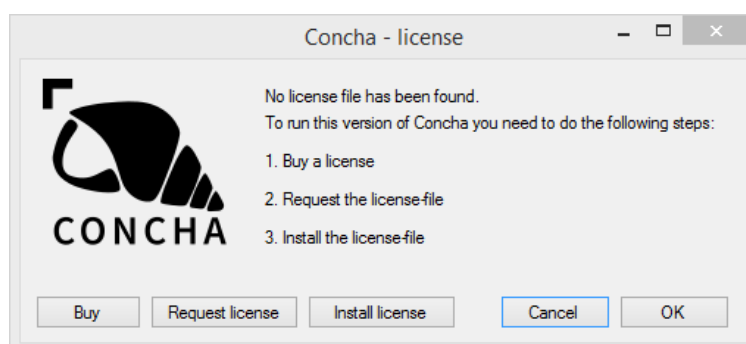 Concha - license
No license file has been found.
To run this version of Concha you need to do the following steps:
1. Buy a license
2. Request the license-file
3. Install the license-file
CONCHA
Buy
Request license
Install license
Cancel
OK